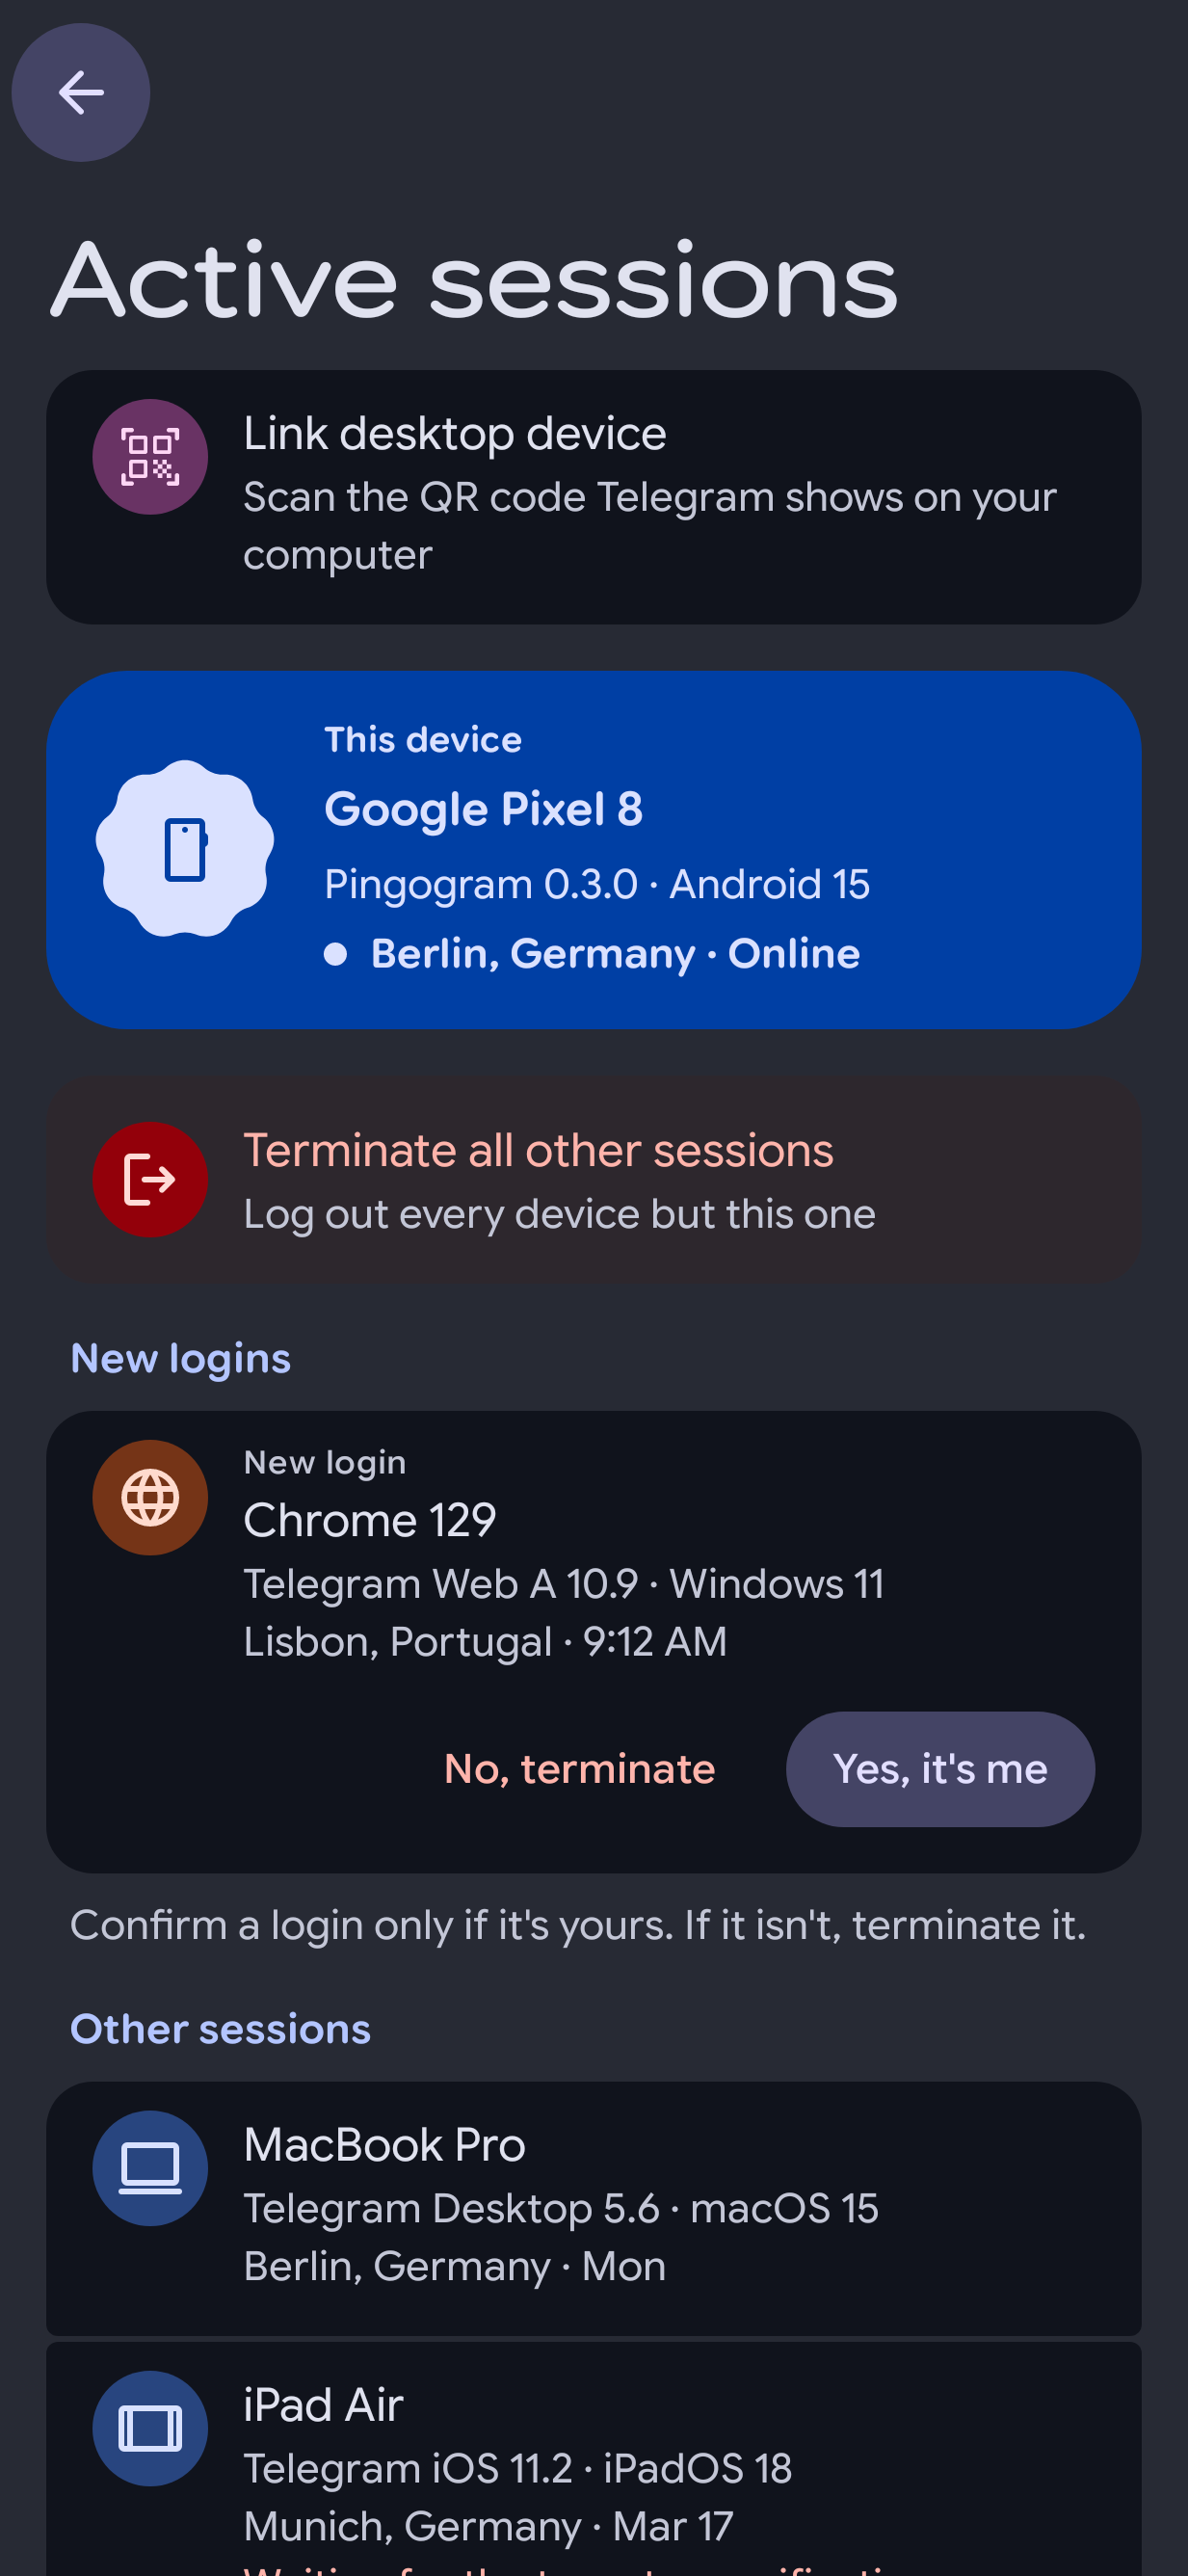 Active sessions
Link desktop device
Scan the QR code Telegram shows on your
computer
This device
Google Pixel 8
Pingogram 0.3.0 · Android 15
Berlin, Germany · Online
Terminate all other sessions
Log out every device but this one
New logins
New login
Chrome 129
Telegram Web A 10.9 · Windows 11
Lisbon, Portugal · 9:12 AM
No, terminate
Yes, it's me
Confirm a login only if it's yours. If it isn't, terminate it.
Other sessions
MacBook Pro
Telegram Desktop 5.6 · macOS 15
Berlin, Germany · Mon
iPad Air
Telegram iOS 11.2 · iPadOS 18
Munich, Germany · Mar 17